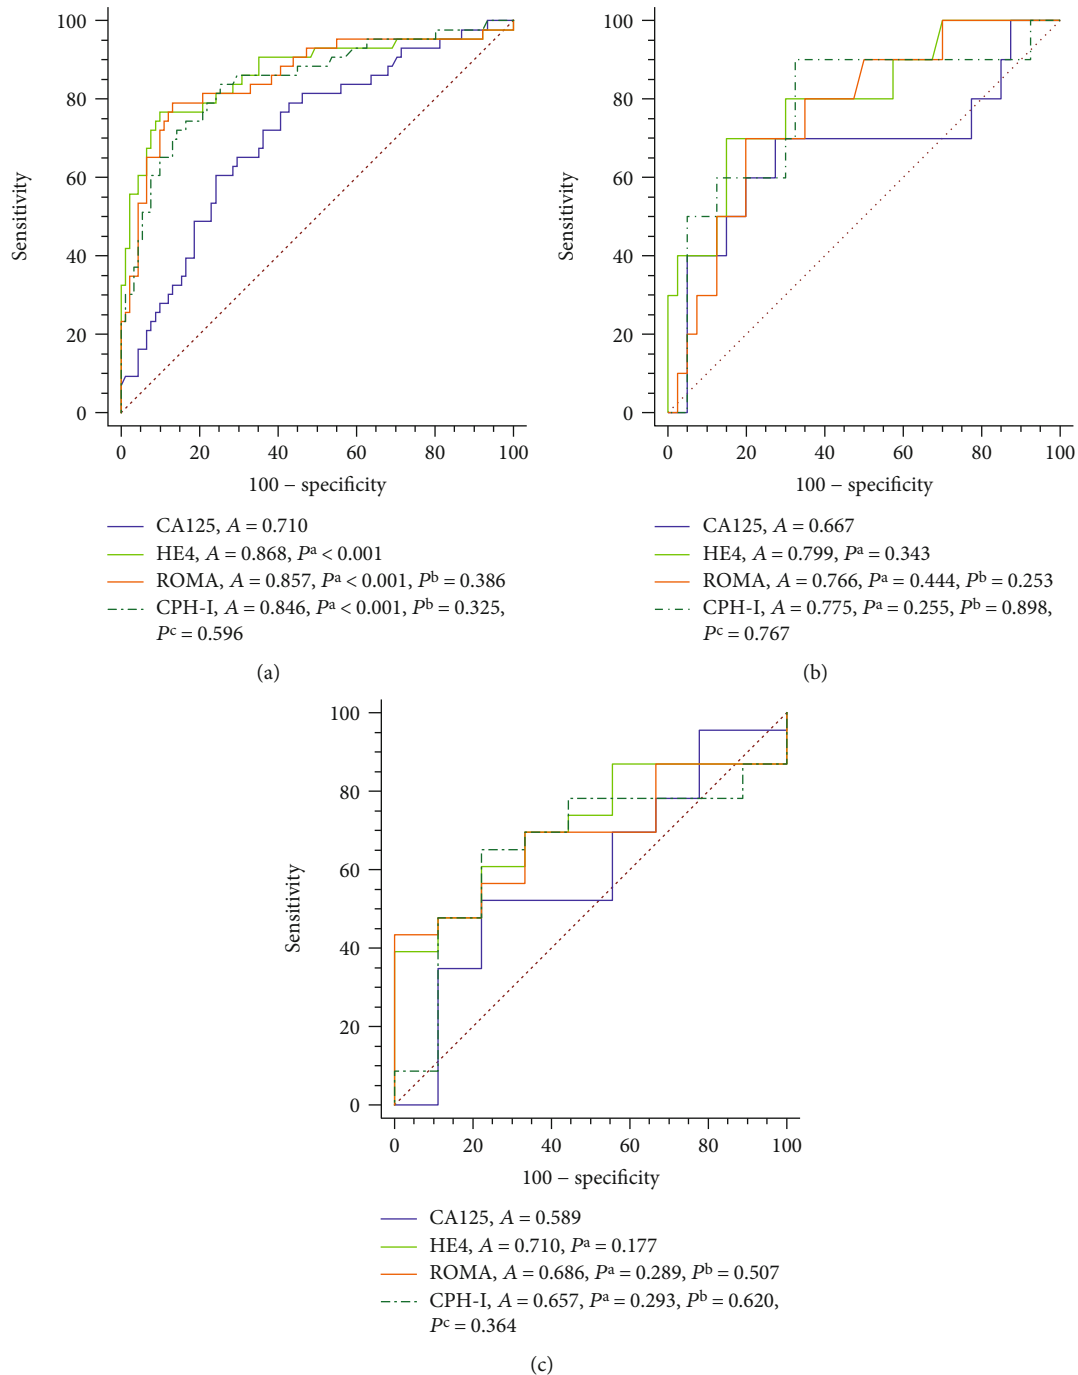 100
80
60
40
20
0
Sensitivity
0 20 40 60 80 100
100 – specificity
CA125, A = 0.710
HE4, A = 0.868, Pᵃ < 0.001
ROMA, A = 0.857, Pᵃ < 0.001, Pᵇ = 0.386
CPH-I, A = 0.846, Pᵃ < 0.001, Pᵇ = 0.325,
Pᶜ = 0.596
(a)
100
80
60
40
20
0
Sensitivity
0 20 40 60 80 100
100 – specificity
CA125, A = 0.667
HE4, A = 0.799, Pᵃ = 0.343
ROMA, A = 0.766, Pᵃ = 0.444, Pᵇ = 0.253
CPH-I, A = 0.775, Pᵃ = 0.255, Pᵇ = 0.898,
Pᶜ = 0.767
(b)
100
80
60
40
20
0
Sensitivity
0 20 40 60 80 100
100 – specificity
CA125, A = 0.589
HE4, A = 0.710, Pᵃ = 0.177
ROMA, A = 0.686, Pᵃ = 0.289, Pᵇ = 0.507
CPH-I, A = 0.657, Pᵃ = 0.293, Pᵇ = 0.620,
Pᶜ = 0.364
(c)